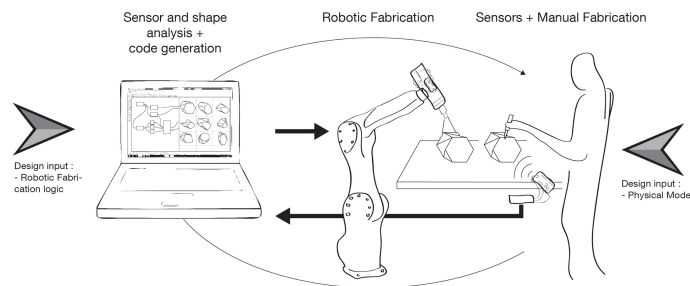 Sensor and shape
analysis +
code generation
Robotic Fabrication
Sensors + Manual Fabrication
Design input :
- Robotic Fabri-
cation logic
Design input :
- Physical Mode